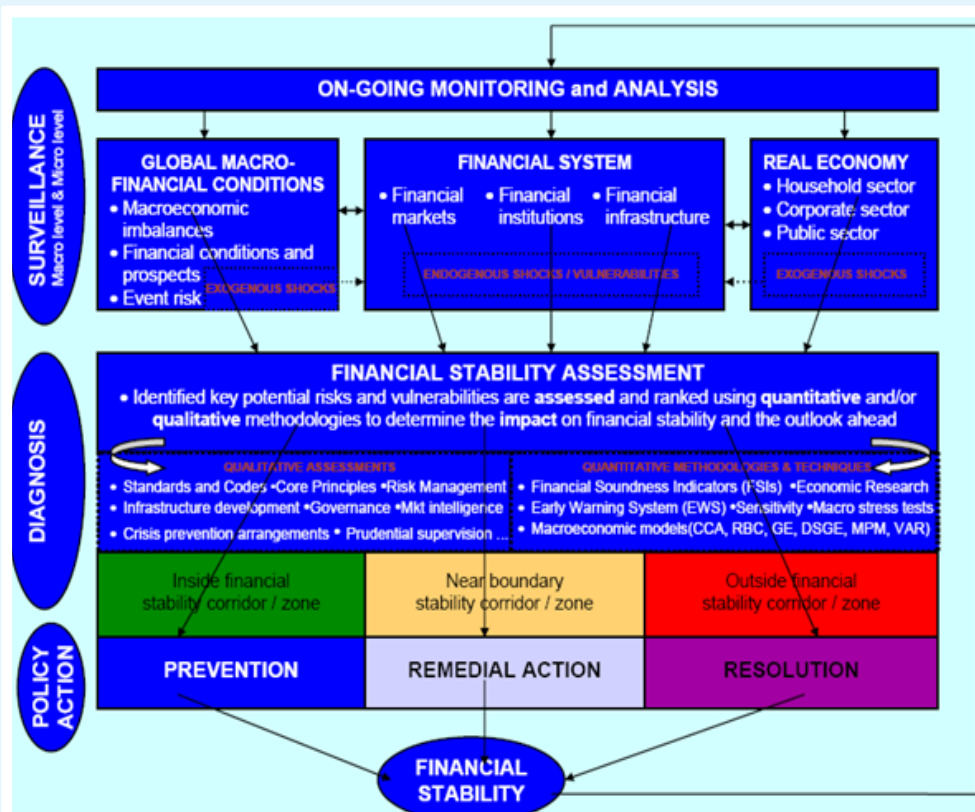 ON-GOING MONITORING and ANALYSIS
SURVEILLANCE
Macro level & Micro level
GLOBAL MACRO-
FINANCIAL CONDITIONS
• Macroeconomic
imbalances
• Financial conditions and
prospects
• Event risk
EXOGENOUS SHOCKS
FINANCIAL SYSTEM
• Financial
markets
• Financial
institutions
• Financial
infrastructure
ENDOGENOUS SHOCKS / VULNERABILITIES
REAL ECONOMY
• Household sector
• Corporate sector
• Public sector
EXOGENOUS SHOCKS
DIAGNOSIS
FINANCIAL STABILITY ASSESSMENT
• Identified key potential risks and vulnerabilities are assessed and ranked using quantitative and/or
qualitative methodologies to determine the impact on financial stability and the outlook ahead
QUALITATIVE ASSESSMENTS
• Standards and Codes •Core Principles •Risk Management
• Infrastructure development •Governance •Mkt intelligence
• Crisis prevention arrangements • Prudential supervision ...
QUANTITATIVE METHODOLOGIES & TECHNIQUES
• Financial Soundness Indicators (FSIs) •Economic Research
• Early Warning System (EWS) •Sensitivity •Macro stress tests
• Macroeconomic models(CCA, RBC, GE, DSGE, MPM, VAR)
Inside financial
stability corridor / zone
Near boundary
stability corridor / zone
Outside financial
stability corridor / zone
POLICY
ACTION
PREVENTION
REMEDIAL ACTION
RESOLUTION
FINANCIAL
STABILITY